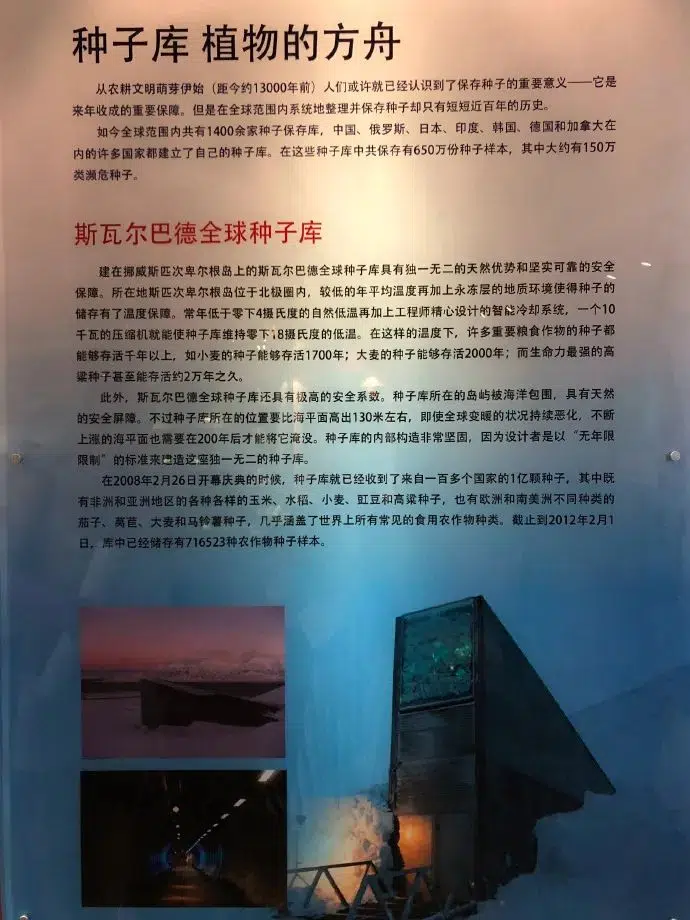 种子库 植物的方舟
从农耕文明萌芽伊始（距今约13000年前）人们或许就已经认识到了保存种子的重要意义——它是
来年收成的重要保障。但是在全球范围内系统地整理并保存种子却只有短短近百年的历史。
如今全球范围内共有1400余家种子保存库，中国、俄罗斯、日本、印度、韩国、德国和加拿大在
内的许多国家都建立了自己的种子库。在这些种子库中共保存有650万份种子样本，其中大约有150万
类濒危种子。
斯瓦尔巴德全球种子库
建在挪威斯匹次卑尔根岛上的斯瓦尔巴德全球种子库具有独一无二的天然优势和坚实可靠的安全
保障。所在地斯匹次卑尔根岛位于北极圈内，较低的年平均温度再加上永冻层的地质环境使得种子的
储存有了温度保障。常年低于零下4摄氏度的自然低温再加上工程师精心设计的智能冷却系统，一个10
千瓦的压缩机就能使种子库维持零下18摄氏度的低温。在这样的温度下，许多重要粮食作物的种子都
能够存活千年以上，如小麦的种子能够存活1700年；大麦的种子能够存活2000年；而生命力最强的高
粱种子甚至能存活约2万年之久。
此外，斯瓦尔巴德全球种子库还具有极高的安全系数。种子库所在的岛屿被海洋包围，具有天然
的安全屏障。不过种子库所在的位置要比海平面高出130米左右，即使全球变暖的状况持续恶化，不断
上涨的海平面也需要在200年后才能将它淹没。种子库的内部构造非常坚固，因为设计者是以“无年限
限制”的标准来建造这座独一无二的种子库。
在2008年2月26日开幕庆典的时候，种子库就已经收到了来自一百多个国家的1亿颗种子，其中既
有非洲和亚洲地区的各种各样的玉米、水稻、小麦、豇豆和高粱种子，也有欧洲和南美洲不同种类的
茄子、莴苣、大麦和马铃薯种子，几乎涵盖了世界上所有常见的食用农作物种类。截止到2012年2月1
日，库中已经储存有716523种农作物种子样本。